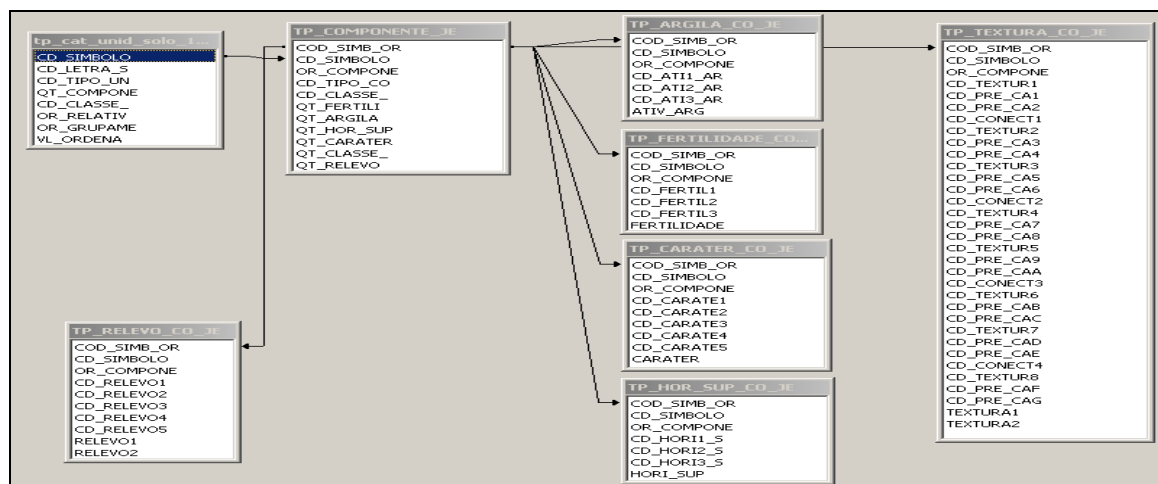 tp_cat_unid_solo_1...
CD_SIMBOLO
CD_LETRA_S
CD_TIPO_UN
QT_COMPONE
CD_CLASSE_
OR_RELATIV
OR_GRUPAME
VL_ORDENA
TP_COMPONENTE_JE
COD_SIMB_OR
CD_SIMBOLO
OR_COMPONE
CD_TIPO_CO
CD_CLASSE_
QT_FERTILI
QT_ARGILA
QT_HOR_SUP
QT_CARATER
QT_CLASSE_
QT_RELEVO
TP_ARGILA_CO_JE
COD_SIMB_OR
CD_SIMBOLO
OR_COMPONE
CD_ATI1_AR
CD_ATI2_AR
CD_ATI3_AR
ATIV_ARG
TP_FERTILIDADE_CO...
COD_SIMB_OR
CD_SIMBOLO
OR_COMPONE
CD_FERTIL1
CD_FERTIL2
CD_FERTIL3
FERTILIDADE
TP_CARATER_CO_JE
COD_SIMB_OR
CD_SIMBOLO
OR_COMPONE
CD_CARATE1
CD_CARATE2
CD_CARATE3
CD_CARATE4
CD_CARATE5
CARATER
TP_HOR_SUP_CO_JE
COD_SIMB_OR
CD_SIMBOLO
OR_COMPONE
CD_HORI1_S
CD_HORI2_S
CD_HORI3_S
HORI_SUP
TP_TEXTURA_CO_JE
COD_SIMB_OR
CD_SIMBOLO
OR_COMPONE
CD_TEXTUR1
CD_PRE_CA1
CD_PRE_CA2
CD_CONECT1
CD_TEXTUR2
CD_PRE_CA3
CD_PRE_CA4
CD_TEXTUR3
CD_PRE_CA5
CD_PRE_CA6
CD_CONECT2
CD_TEXTUR4
CD_PRE_CA7
CD_PRE_CA8
CD_TEXTUR5
CD_PRE_CA9
CD_PRE_CAA
CD_CONECT3
CD_TEXTUR6
CD_PRE_CAB
CD_PRE_CAC
CD_TEXTUR7
CD_PRE_CAD
CD_PRE_CAE
CD_CONECT4
CD_TEXTUR8
CD_PRE_CAF
CD_PRE_CAG
TEXTURA1
TEXTURA2
TP_RELEVO_CO_JE
COD_SIMB_OR
CD_SIMBOLO
OR_COMPONE
CD_RELEVO1
CD_RELEVO2
CD_RELEVO3
CD_RELEVO4
CD_RELEVO5
RELEVO1
RELEVO2